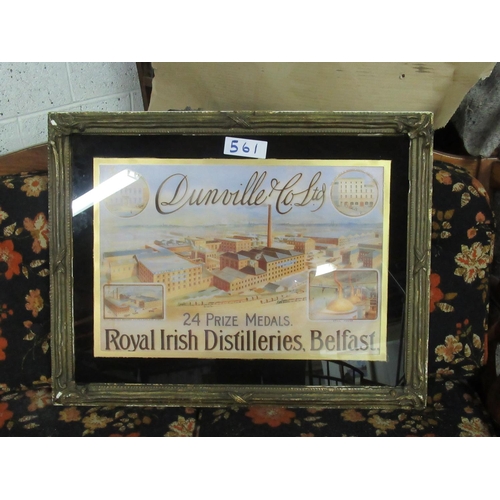 561
Dunville & Co Ltd
24 PRIZE MEDALS.
Royal Irish Distilleries, Belfast.